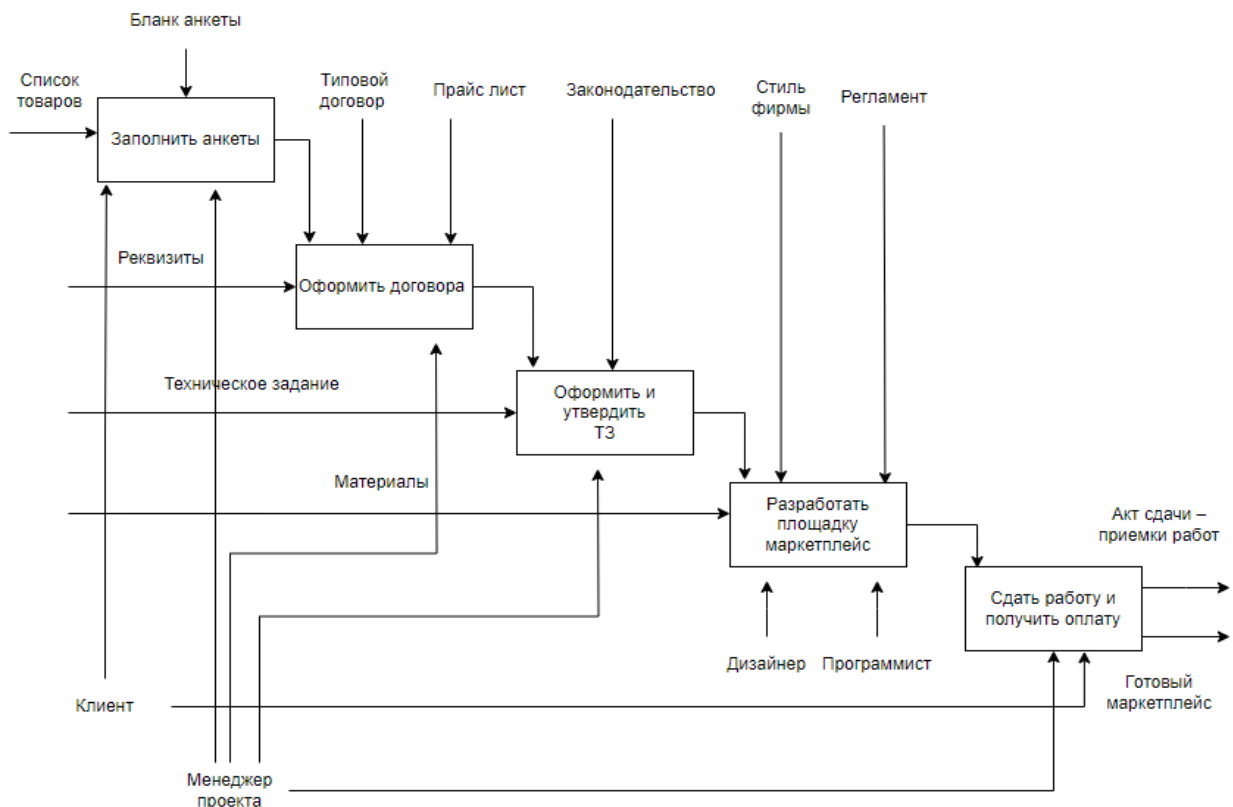 Бланк анкеты
Список
товаров
Типовой
договор
Прайс лист
Законодательство
Стиль
фирмы
Регламент
Заполнить анкеты
Реквизиты
Оформить договора
Техническое задание
Оформить и
утвердить
ТЗ
Материалы
Разработать
площадку
маркетплейс
Акт сдачи –
приемки работ
Сдать работу и
получить оплату
Дизайнер
Программист
Готовый
маркетплейс
Клиент
Менеджер
проекта